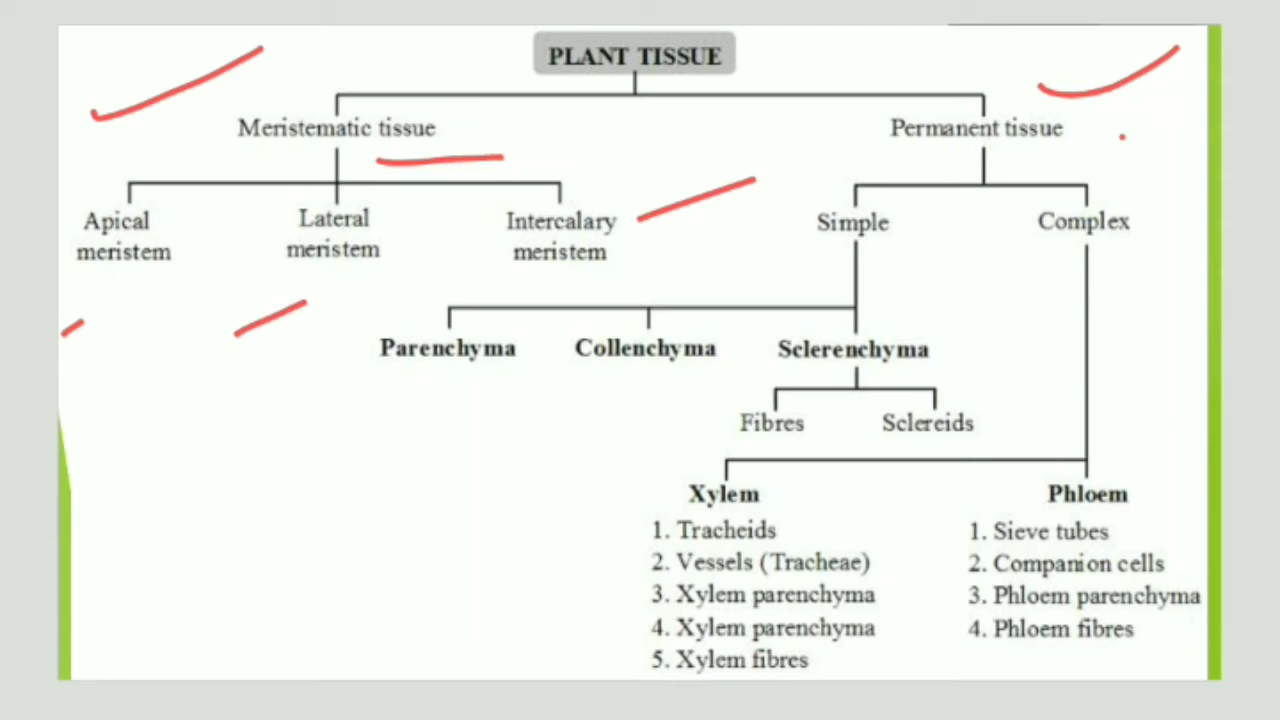 PLANT TISSUE
Meristematic tissue
Permanent tissue
Apical
meristem
Lateral
meristem
Intercalary
meristem
Simple
Complex
Parenchyma
Collenchyma
Sclerenchyma
Fibres
Sclereids
Xylem
1. Tracheids
2. Vessels (Tracheae)
3. Xylem parenchyma
4. Xylem parenchyma
5. Xylem fibres
Phloem
1. Sieve tubes
2. Companion cells
3. Phloem parenchyma
4. Phloem fibres